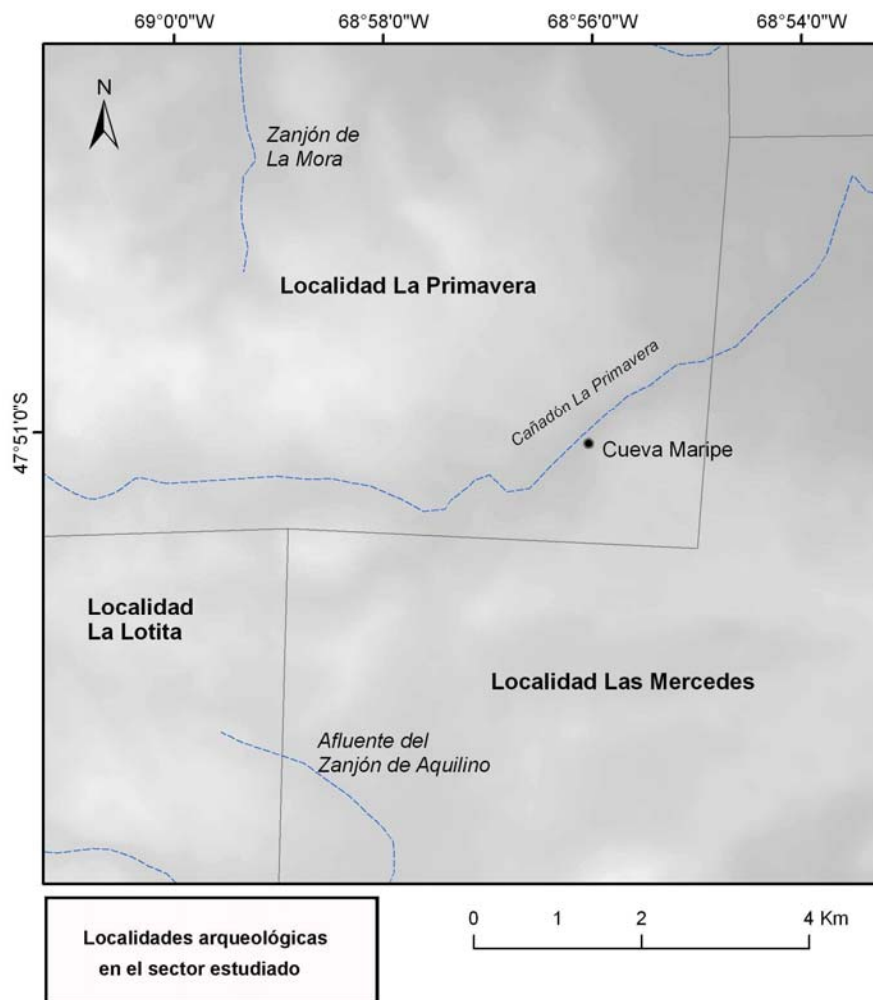 69°0'0"W
68°58'0"W
68°56'0"W
68°54'0"W
N
Zanjón de
La Mora
Localidad La Primavera
Cañadón La Primavera
47°51'0"S
Cueva Maripe
Localidad
La Lotita
Localidad Las Mercedes
Afluente del
Zanjón de Aquilino
Localidades arqueológicas
en el sector estudiado
0 1 2 4 Km